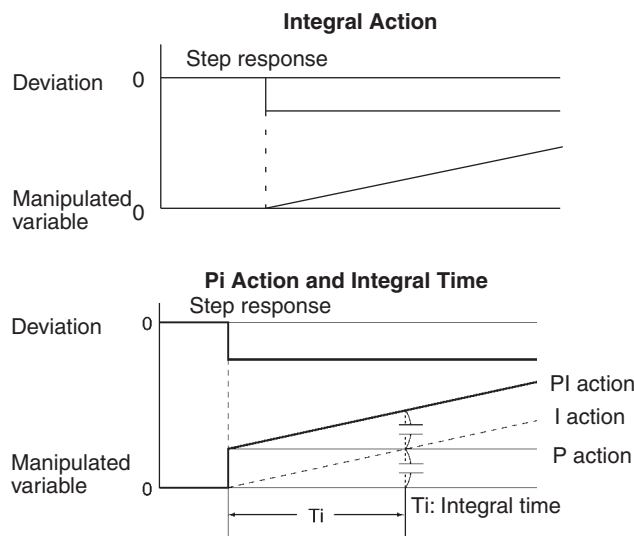 Integral Action
Step response
Deviation 0
Manipulated
variable 0
Pi Action and Integral Time
Step response
Deviation 0
PI action
I action
P action
Manipulated
variable 0
Ti
Ti: Integral time